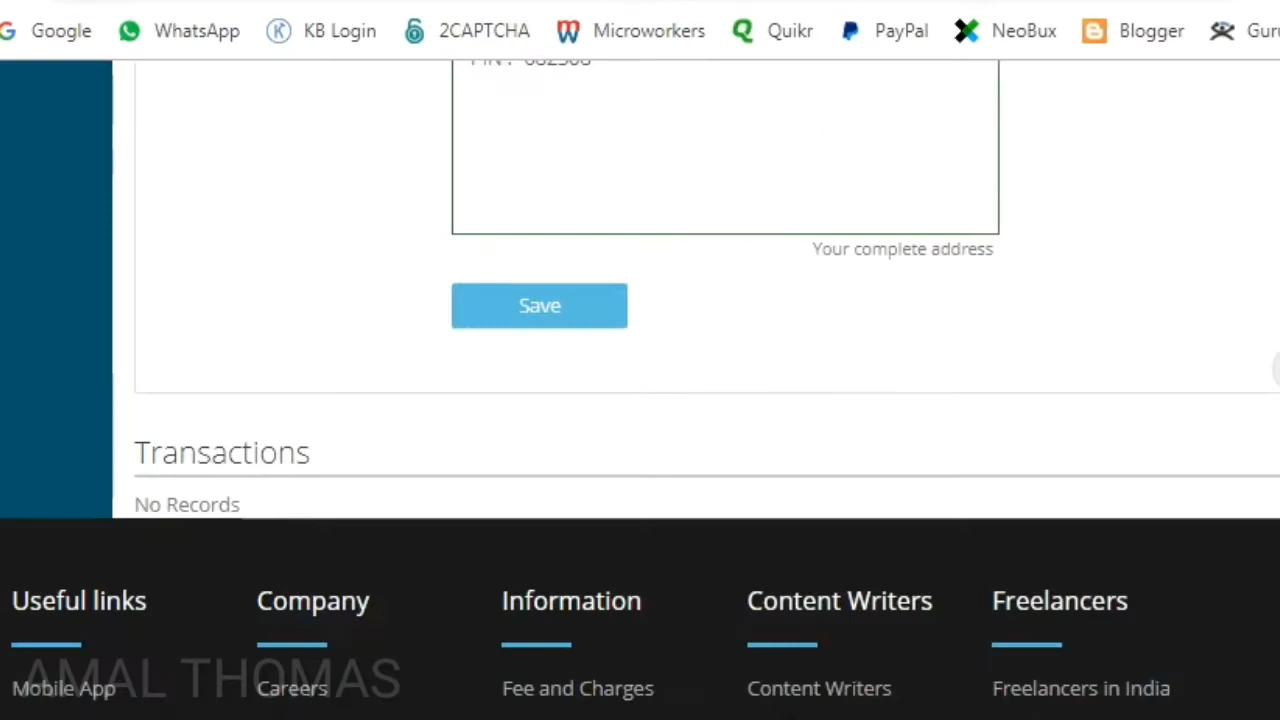 Google WhatsApp KB Login 2CAPTCHA Microworkers Quikr PayPal NeoBux Blogger
Your complete address
Save
Transactions
No Records
Useful links Company Information Content Writers Freelancers
AMAL THOMAS
Mobile App Careers Fee and Charges Content Writers Freelancers in India